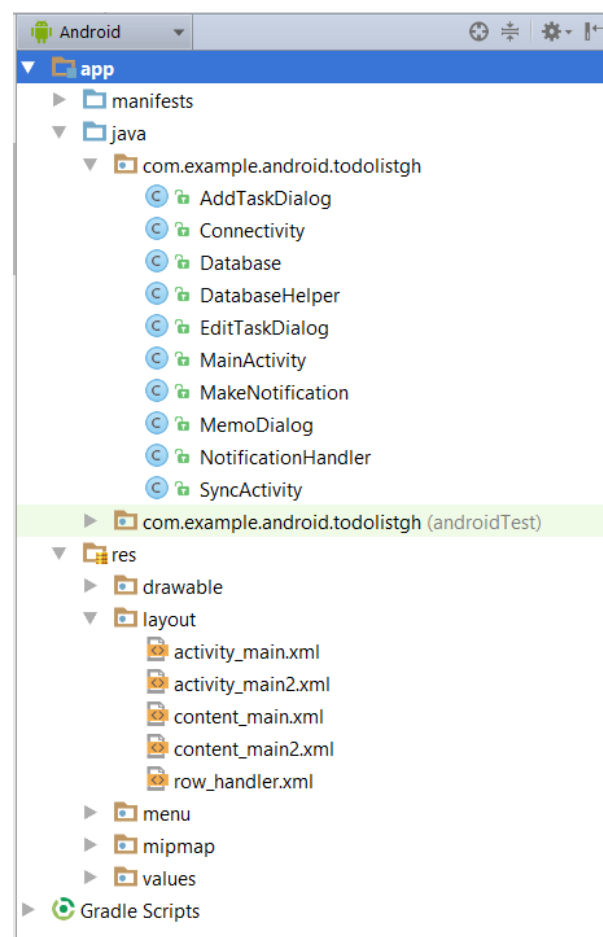 Android
app
manifests
java
com.example.android.todolistgh
AddTaskDialog
Connectivity
Database
DatabaseHelper
EditTaskDialog
MainActivity
MakeNotification
MemoDialog
NotificationHandler
SyncActivity
com.example.android.todolistgh (androidTest)
res
drawable
layout
activity_main.xml
activity_main2.xml
content_main.xml
content_main2.xml
row_handler.xml
menu
mipmap
values
Gradle Scripts